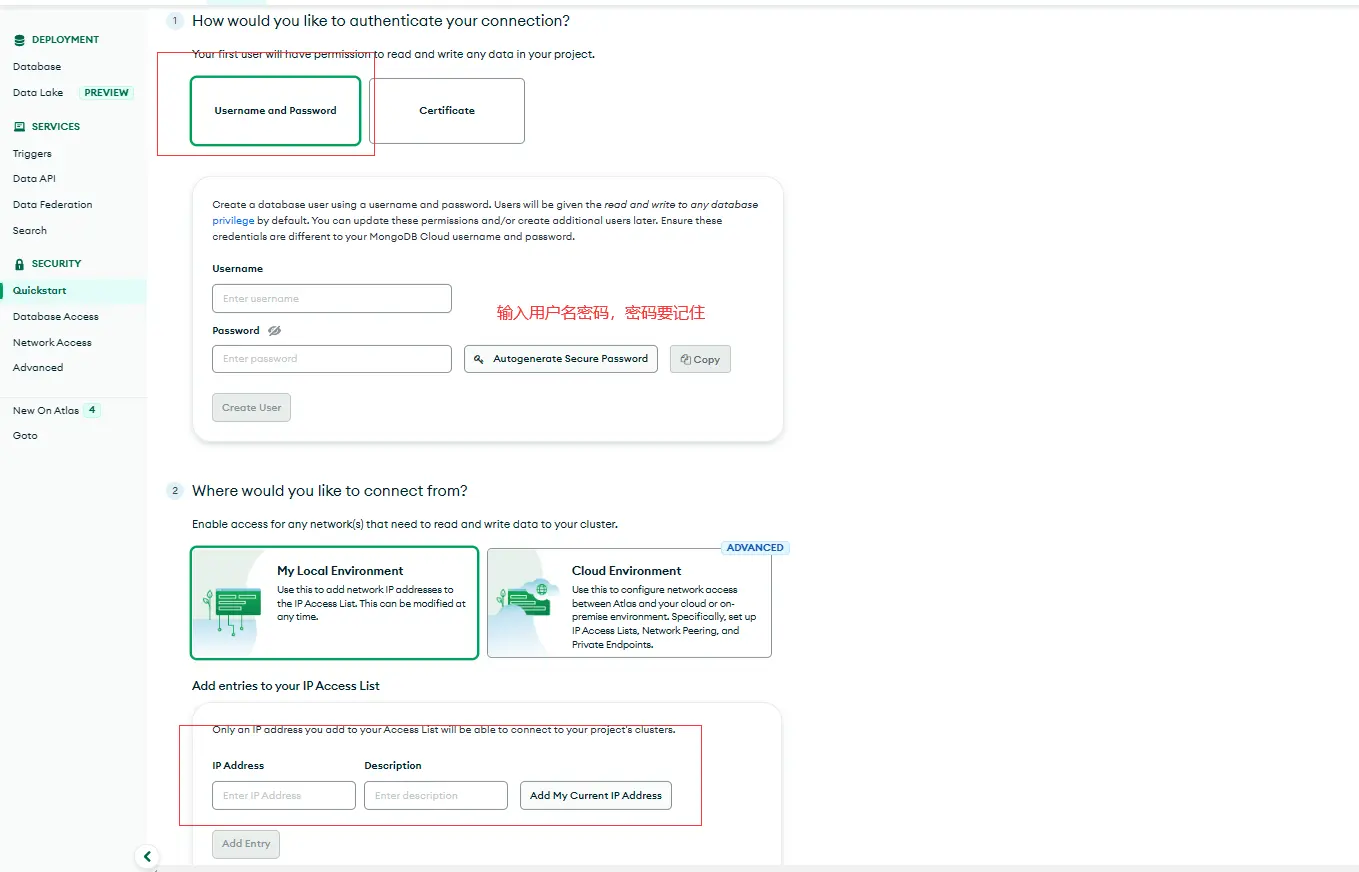 DEPLOYMENT
Database
Data Lake PREVIEW
SERVICES
Triggers
Data API
Data Federation
Search
SECURITY
Quickstart
Database Access
Network Access
Advanced
New On Atlas 4
Goto
1 How would you like to authenticate your connection?
Your first user will have permission to read and write any data in your project.
Username and Password
Certificate
Create a database user using a username and password. Users will be given the read and write to any database
privilege by default. You can update these permissions and/or create additional users later. Ensure these
credentials are different to your MongoDB Cloud username and password.
Username
Enter username
输入用户名密码，密码要记住
Password
Enter password
Autogenerate Secure Password
Copy
Create User
2 Where would you like to connect from?
Enable access for any network(s) that need to read and write data to your cluster.
My Local Environment
Use this to add network IP addresses to
the IP Access List. This can be modified at
any time.
ADVANCED
Cloud Environment
Use this to configure network access
between Atlas and your cloud or on-
premise environment. Specifically, set up
IP Access Lists, Network Peering, and
Private Endpoints.
Add entries to your IP Access List
Only an IP address you add to your Access List will be able to connect to your project's clusters.
IP Address
Description
Enter IP Address
Enter description
Add My Current IP Address
Add Entry